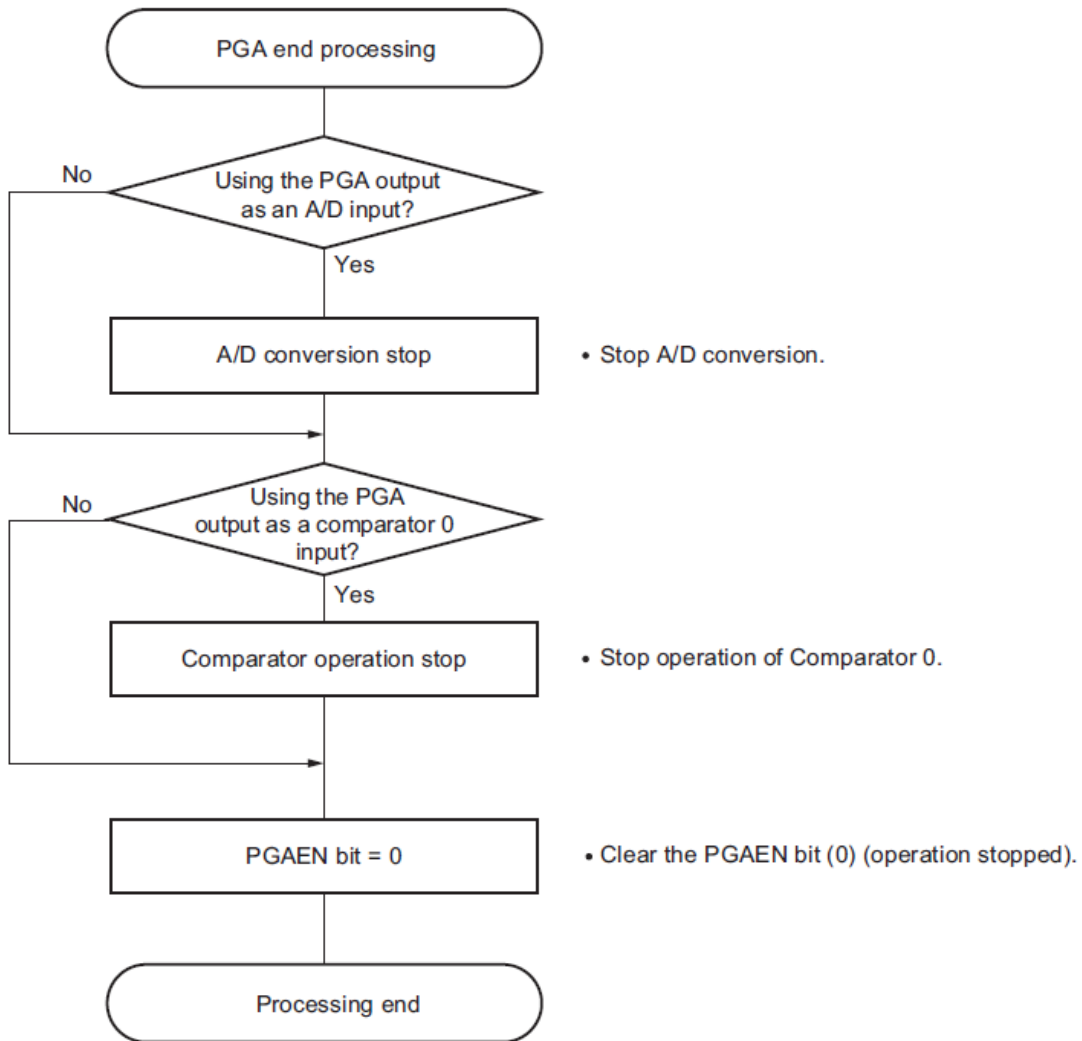 PGA end processing
No
Using the PGA output
as an A/D input?
Yes
A/D conversion stop
• Stop A/D conversion.
No
Using the PGA
output as a comparator 0
input?
Yes
Comparator operation stop
• Stop operation of Comparator 0.
PGAEN bit = 0
• Clear the PGAEN bit (0) (operation stopped).
Processing end